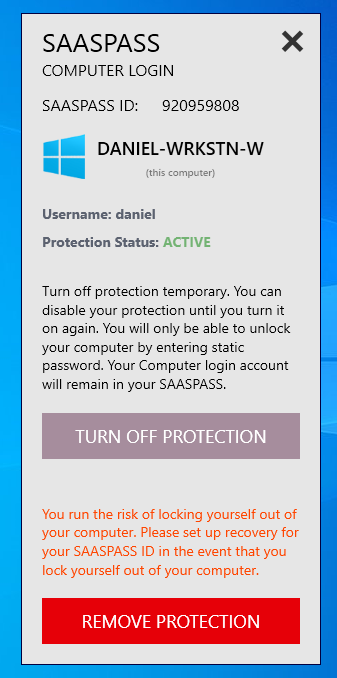 SAASPASS
COMPUTER LOGIN
SAASPASS ID: 920959808
DANIEL-WRKSTN-W
(this computer)
Username: daniel
Protection Status: ACTIVE
Turn off protection temporary. You can
disable your protection until you turn it
on again. You will only be able to unlock
your computer by entering static
password. Your Computer login account
will remain in your SAASPASS.
TURN OFF PROTECTION
You run the risk of locking yourself out of
your computer. Please set up recovery for
your SAASPASS ID in the event that you
lock yourself out of your computer.
REMOVE PROTECTION